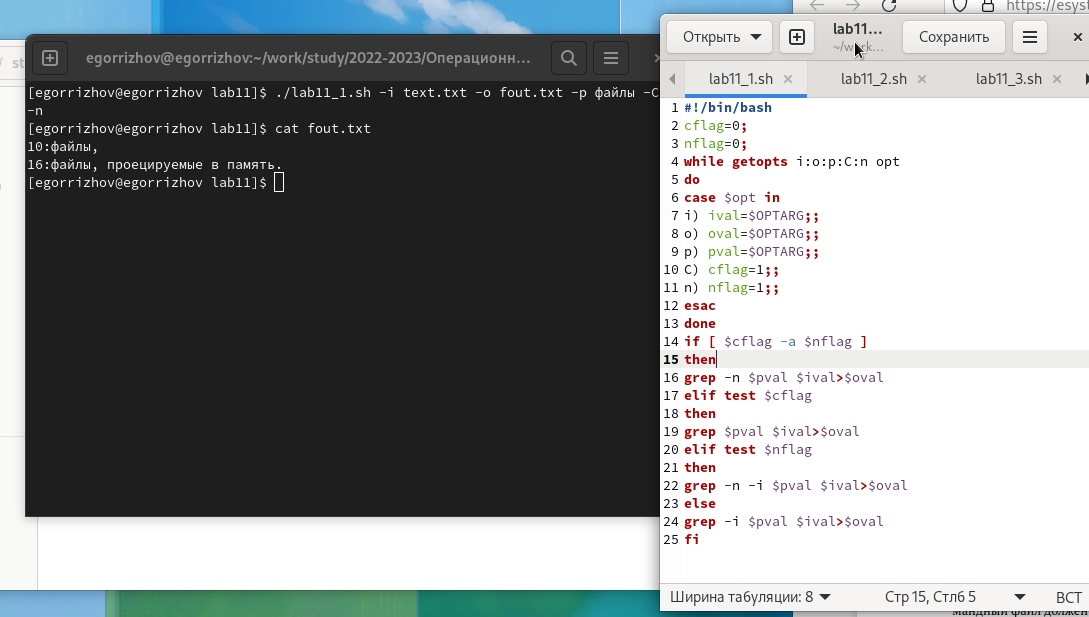 https://esyst
st
egorrizhov@egorrizhov:~/work/study/2022-2023/Операционн...
[egorrizhov@egorrizhov lab11]$ ./lab11_1.sh -i text.txt -o fout.txt -p файлы -C
-n
[egorrizhov@egorrizhov lab11]$ cat fout.txt
10:файлы,
16:файлы, проецируемые в память.
[egorrizhov@egorrizhov lab11]$
Открыть
lab11...
~/work...
Сохранить
lab11_1.sh
lab11_2.sh
lab11_3.sh
1 #!/bin/bash
2 cflag=0;
3 nflag=0;
4 while getopts i:o:p:C:n opt
5 do
6 case $opt in
7 i) ival=$OPTARG;;
8 o) oval=$OPTARG;;
9 p) pval=$OPTARG;;
10 C) cflag=1;;
11 n) nflag=1;;
12 esac
13 done
14 if [ $cflag -a $nflag ]
15 then
16 grep -n $pval $ival>$oval
17 elif test $cflag
18 then
19 grep $pval $ival>$oval
20 elif test $nflag
21 then
22 grep -n -i $pval $ival>$oval
23 else
24 grep -i $pval $ival>$oval
25 fi
Ширина табуляции: 8
Стр 15, Стлб 5
ВСТ
мандный файл должен